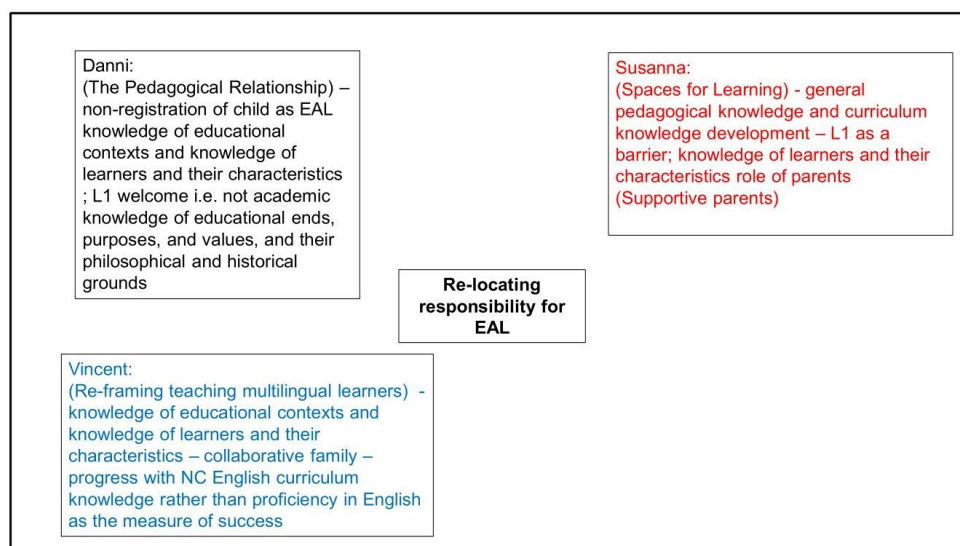 Danni:
(The Pedagogical Relationship) –
non-registration of child as EAL
knowledge of educational
contexts and knowledge of
learners and their characteristics
; L1 welcome i.e. not academic
knowledge of educational ends,
purposes, and values, and their
philosophical and historical
grounds
Susanna:
(Spaces for Learning) - general
pedagogical knowledge and curriculum
knowledge development – L1 as a
barrier; knowledge of learners and their
characteristics role of parents
(Supportive parents)
Re-locating
responsibility for
EAL
Vincent:
(Re-framing teaching multilingual learners) -
knowledge of educational contexts and
knowledge of learners and their
characteristics – collaborative family –
progress with NC English curriculum
knowledge rather than proficiency in English
as the measure of success